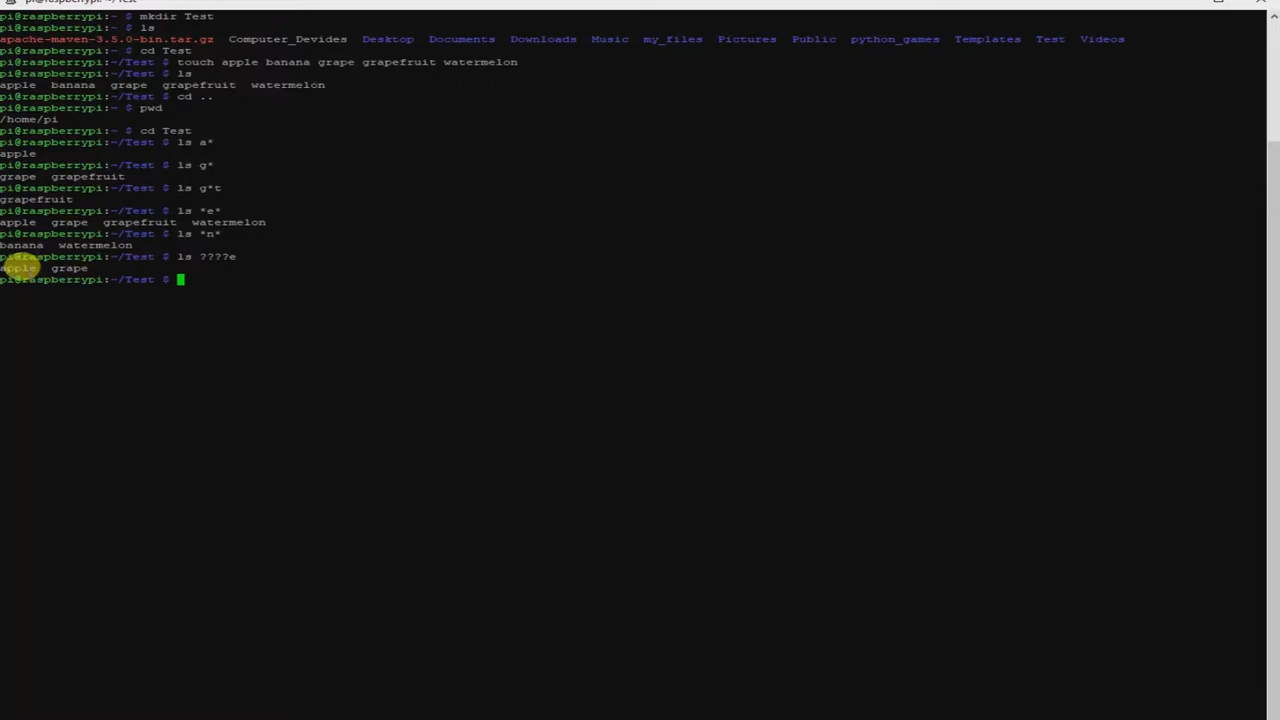 pi@raspberrypi: ~/Test
pi@raspberrypi:~ $ mkdir Test
pi@raspberrypi:~ $ ls
apache-maven-3.5.0-bin.tar.gz  Computer_Devides  Desktop  Documents  Downloads  Music  my_files  Pictures  Public  python_games  Templates  Test  Videos
pi@raspberrypi:~ $ cd Test
pi@raspberrypi:~/Test $ touch apple banana grape grapefruit watermelon
pi@raspberrypi:~/Test $ ls
apple  banana  grape  grapefruit  watermelon
pi@raspberrypi:~/Test $ cd ..
pi@raspberrypi:~ $ pwd
/home/pi
pi@raspberrypi:~ $ cd Test
pi@raspberrypi:~/Test $ ls a*
apple
pi@raspberrypi:~/Test $ ls g*
grape  grapefruit
pi@raspberrypi:~/Test $ ls g*t
grapefruit
pi@raspberrypi:~/Test $ ls *e*
apple  grape  grapefruit  watermelon
pi@raspberrypi:~/Test $ ls *n*
banana  watermelon
pi@raspberrypi:~/Test $ ls ????e
apple  grape
pi@raspberrypi:~/Test $